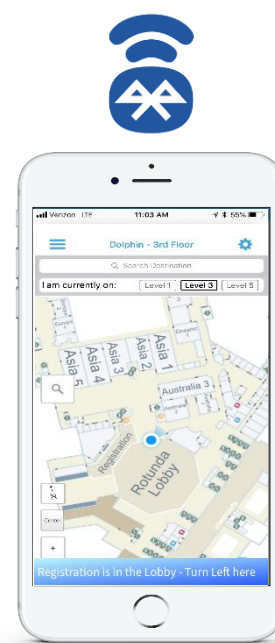 Verizon LTE 11:03 AM 55%
Dolphin - 3rd Floor
Search Destination
I am currently on: Level 1 Level 3 Level 5
Asia 1
Asia 2
Asia 3
Asia 4
Asia 5
Australia 3
Registration
Rotunda Lobby
Center
+
Registration is in the Lobby - Turn Left here